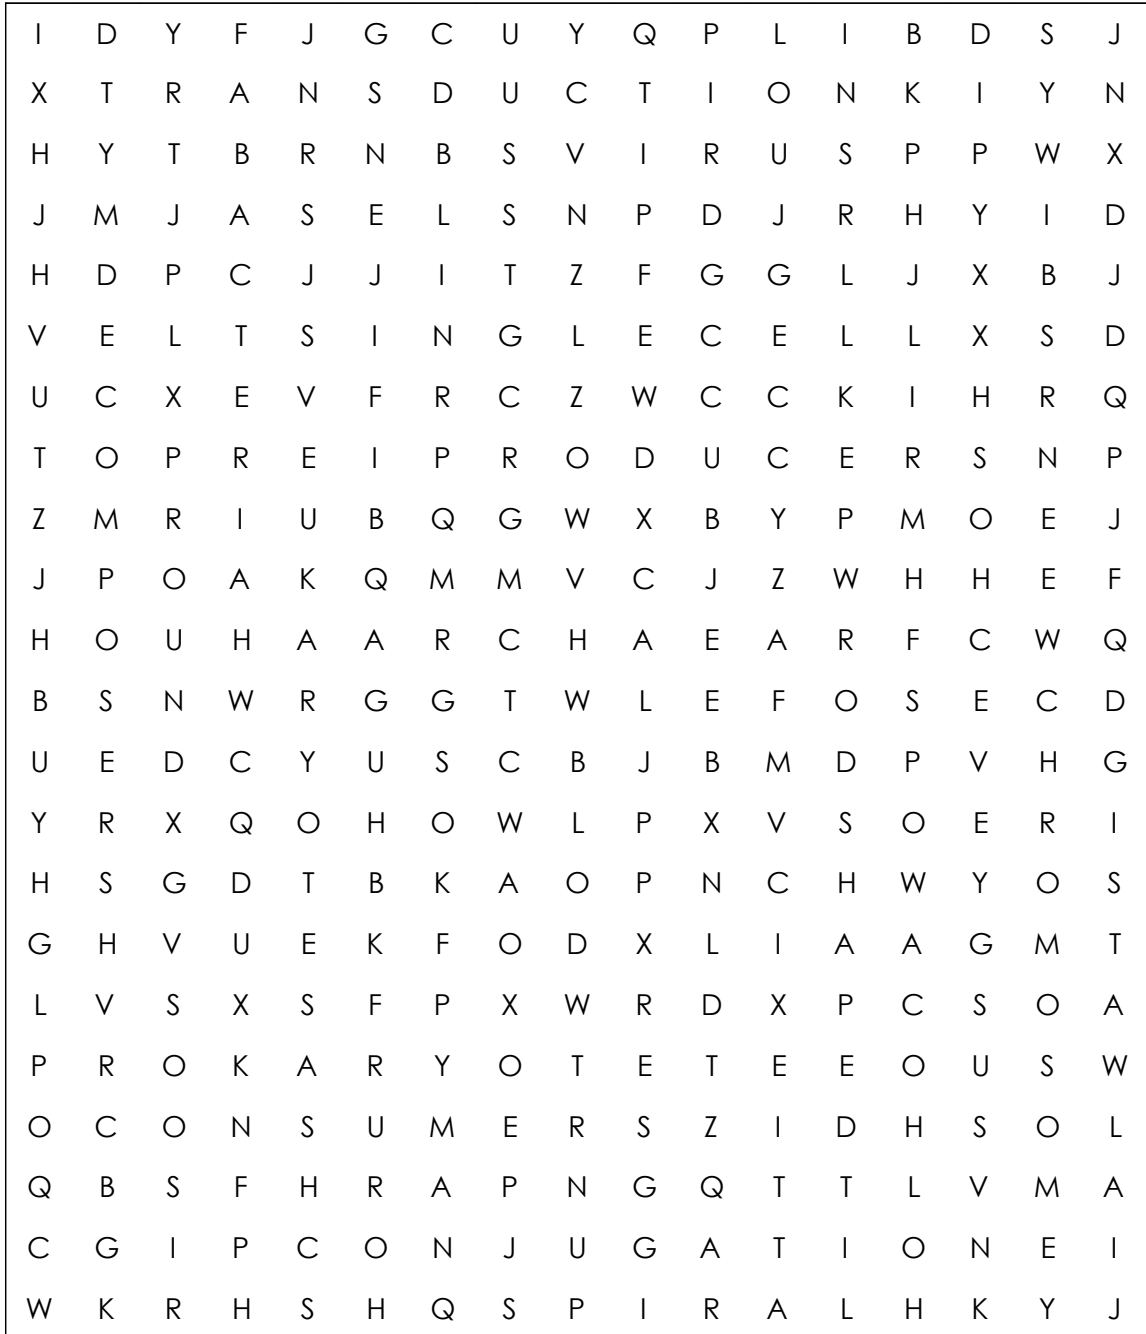 I D Y F J G C U Y Q P L I B D S J
X T R A N S D U C T I O N K I Y N
H Y T B R N B S V I R U S P P W X
J M J A S E L S N P D J R H Y I D
H D P C J J I T Z F G G L J X B J
V E L T S I N G L E C E L L X S D
U C X E V F R C Z W C C K I H R Q
T O P R E I P R O D U C E R S N P
Z M R I U B Q G W X B Y P M O E J
J P O A K Q M M V C J Z W H H E F
H O U H A A R C H A E A R F C W Q
B S N W R G G T W L E F O S E C D
U E D C Y U S C B J B M D P V H G
Y R X Q O H O W L P X V S O E R I
H S G D T B K A O P N C H W Y O S
G H V U E K F O D X L I A A G M T
L V S X S F P X W R D X P C S O A
P R O K A R Y O T E T E E O U S W
O C O N S U M E R S Z I D H S O L
Q B S F H R A P N G Q T T L V M A
C G I P C O N J U G A T I O N E I
W K R H S H Q S P I R A L H K Y J